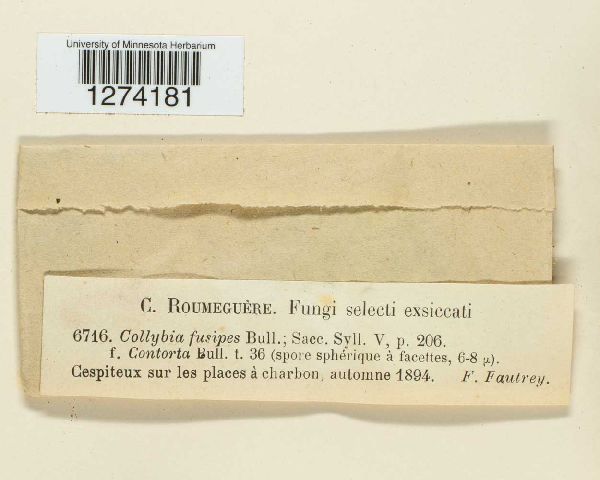 University of Minnesota Herbarium
1274181
C. ROUMEGUÈRE. Fungi selecti exsiccati
6716. Collybia fusipes Bull.; Sacc. Syll. V, p. 206.
f. Contorta Bull. t. 36 (spore sphérique à facettes, 6-8 µ).
Cespiteux sur les places à charbon, automne 1894. F. Fautrey.